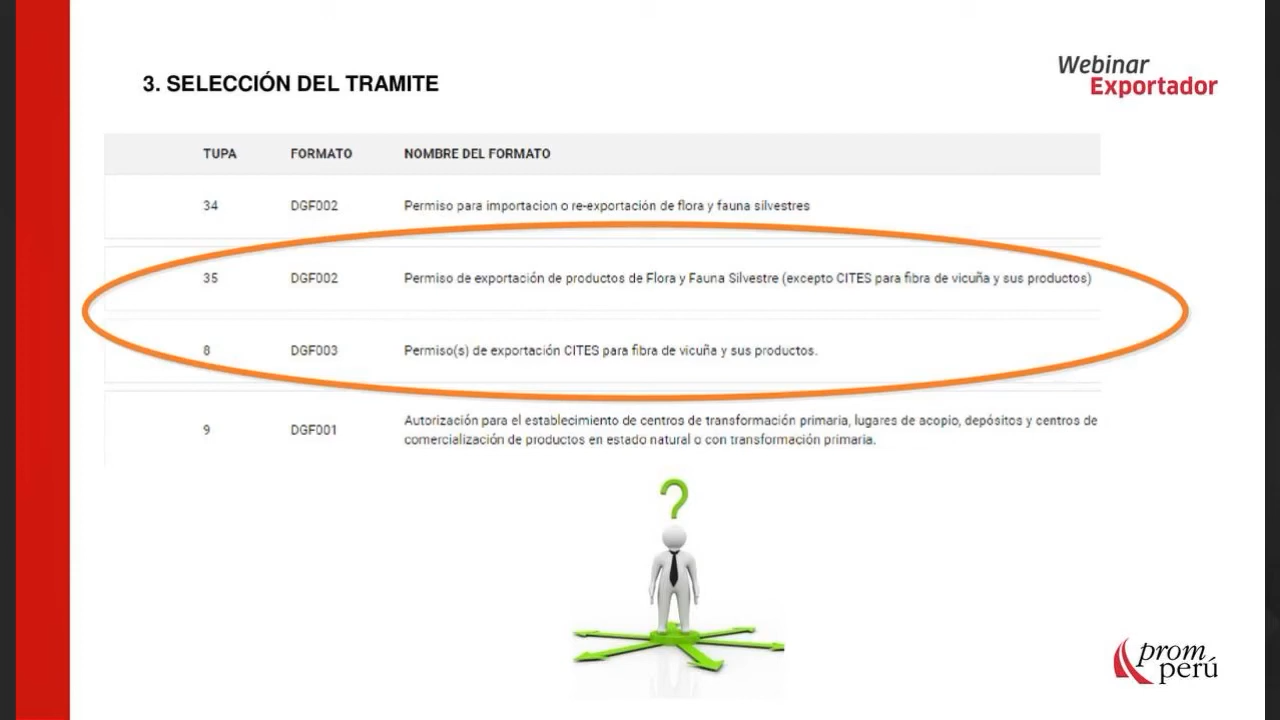 3. SELECCIÓN DEL TRAMITE
Webinar
Exportador
TUPA FORMATO NOMBRE DEL FORMATO
34 DGF002 Permiso para importacion o re-exportación de flora y fauna silvestres
35 DGF002 Permiso de exportación de productos de Flora y Fauna Silvestre (excepto CITES para fibra de vicuña y sus productos)
8 DGF003 Permiso(s) de exportación CITES para fibra de vicuña y sus productos.
9 DGF001 Autorización para el establecimiento de centros de transformación primaria, lugares de acopio, depósitos y centros de
comercialización de productos en estado natural o con transformación primaria.
?
prom
perú